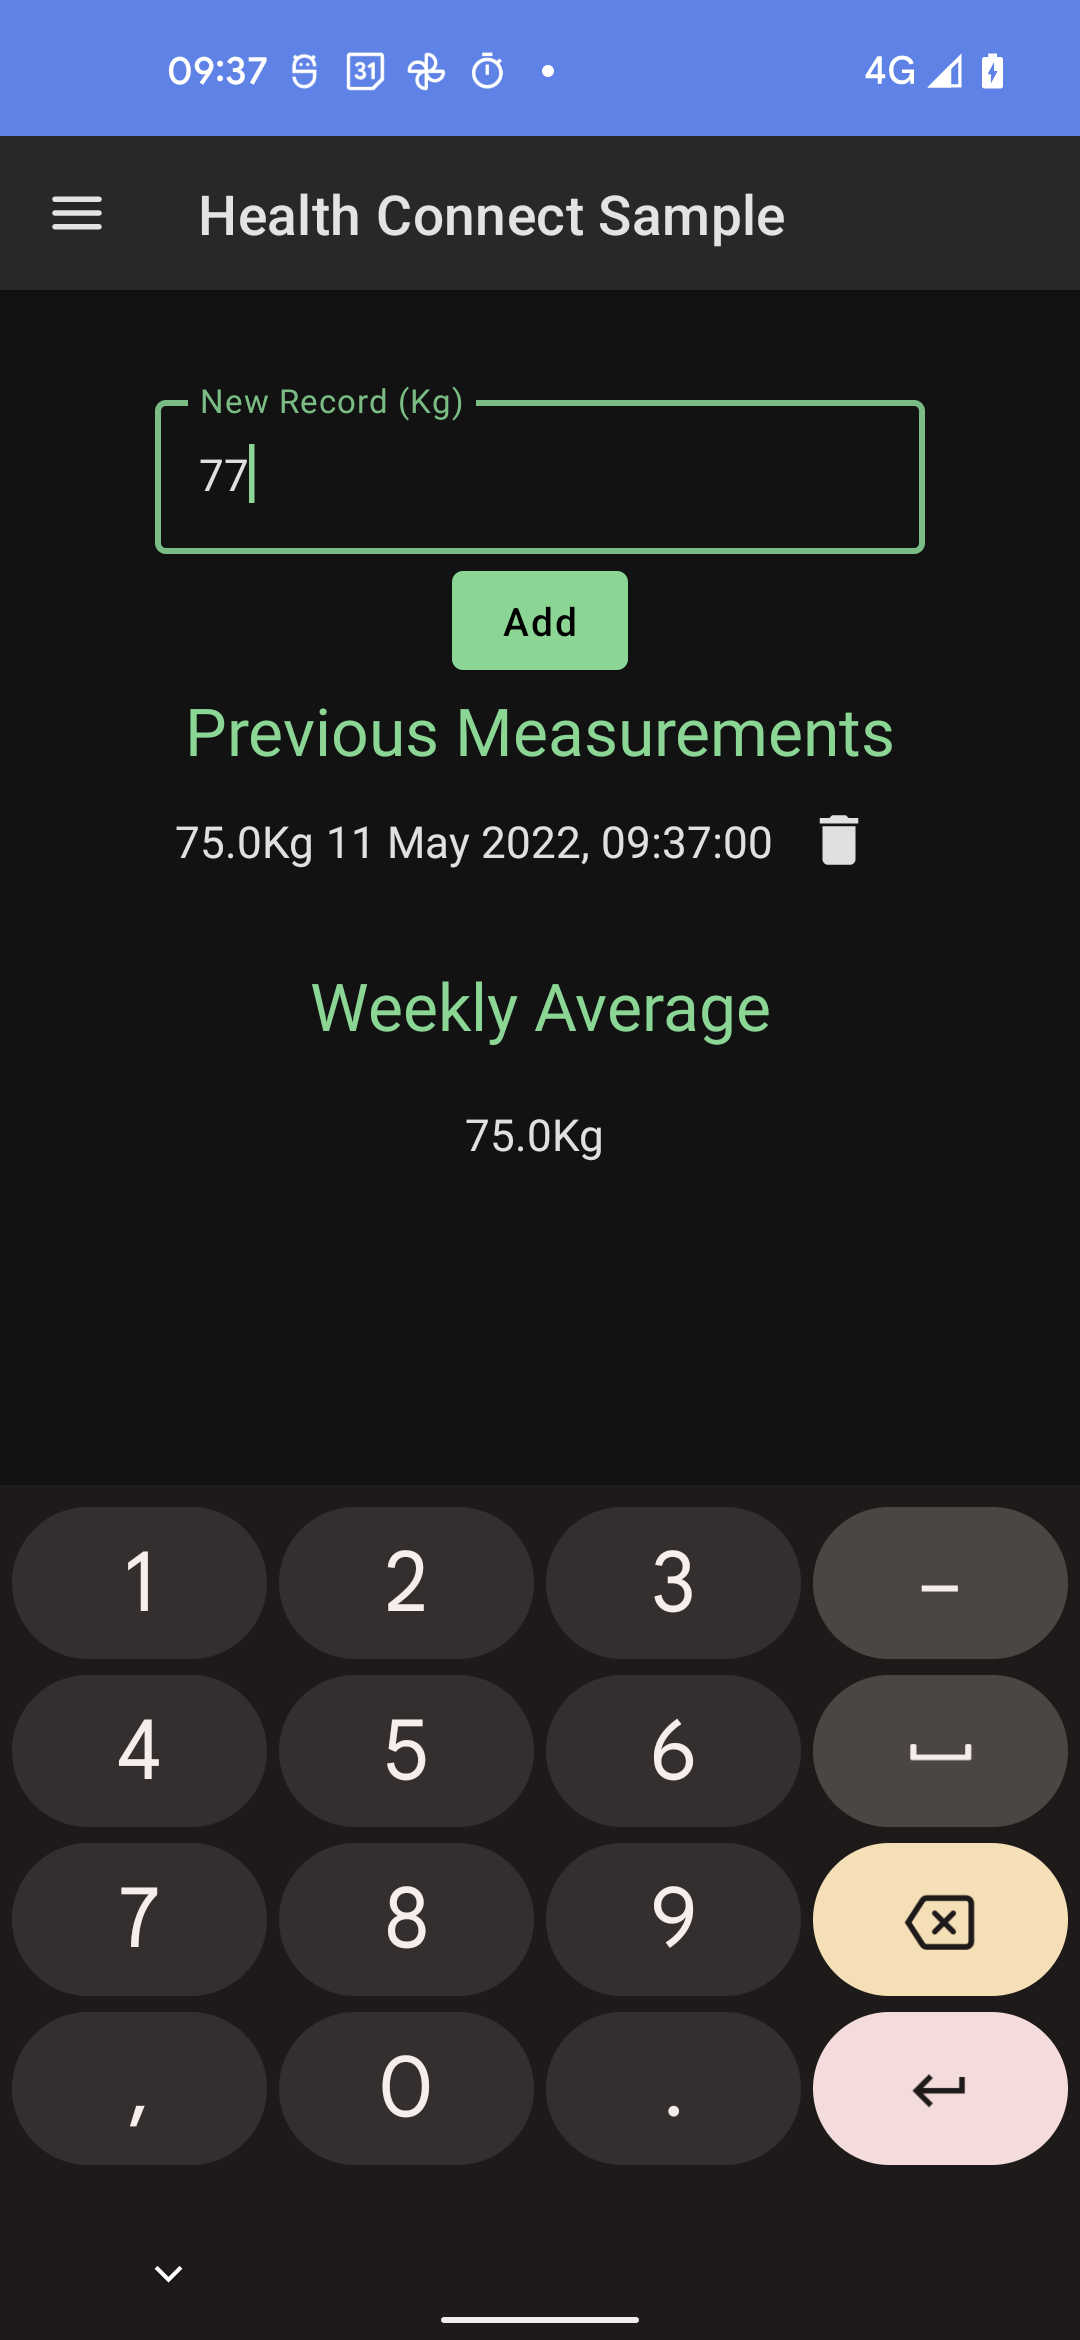 09:37 31 4G
Health Connect Sample
New Record (Kg)
77
Add
Previous Measurements
75.0Kg 11 May 2022, 09:37:00
Weekly Average
75.0Kg
1 2 3 –
4 5 6
7 8 9
, 0 .